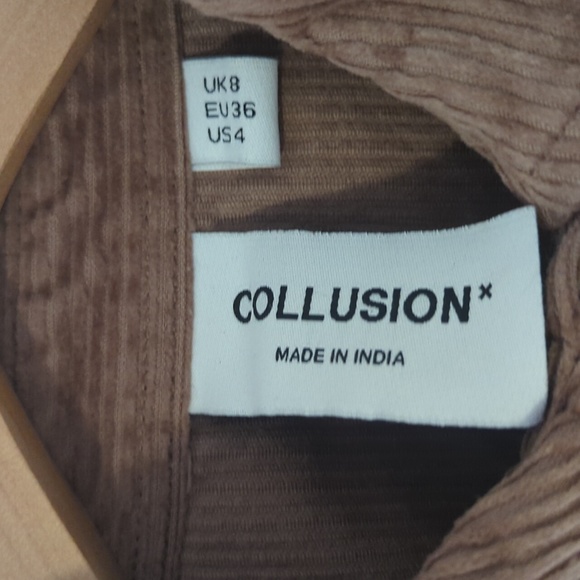 UK8
EU36
US4
COLLUSION×
MADE IN INDIA